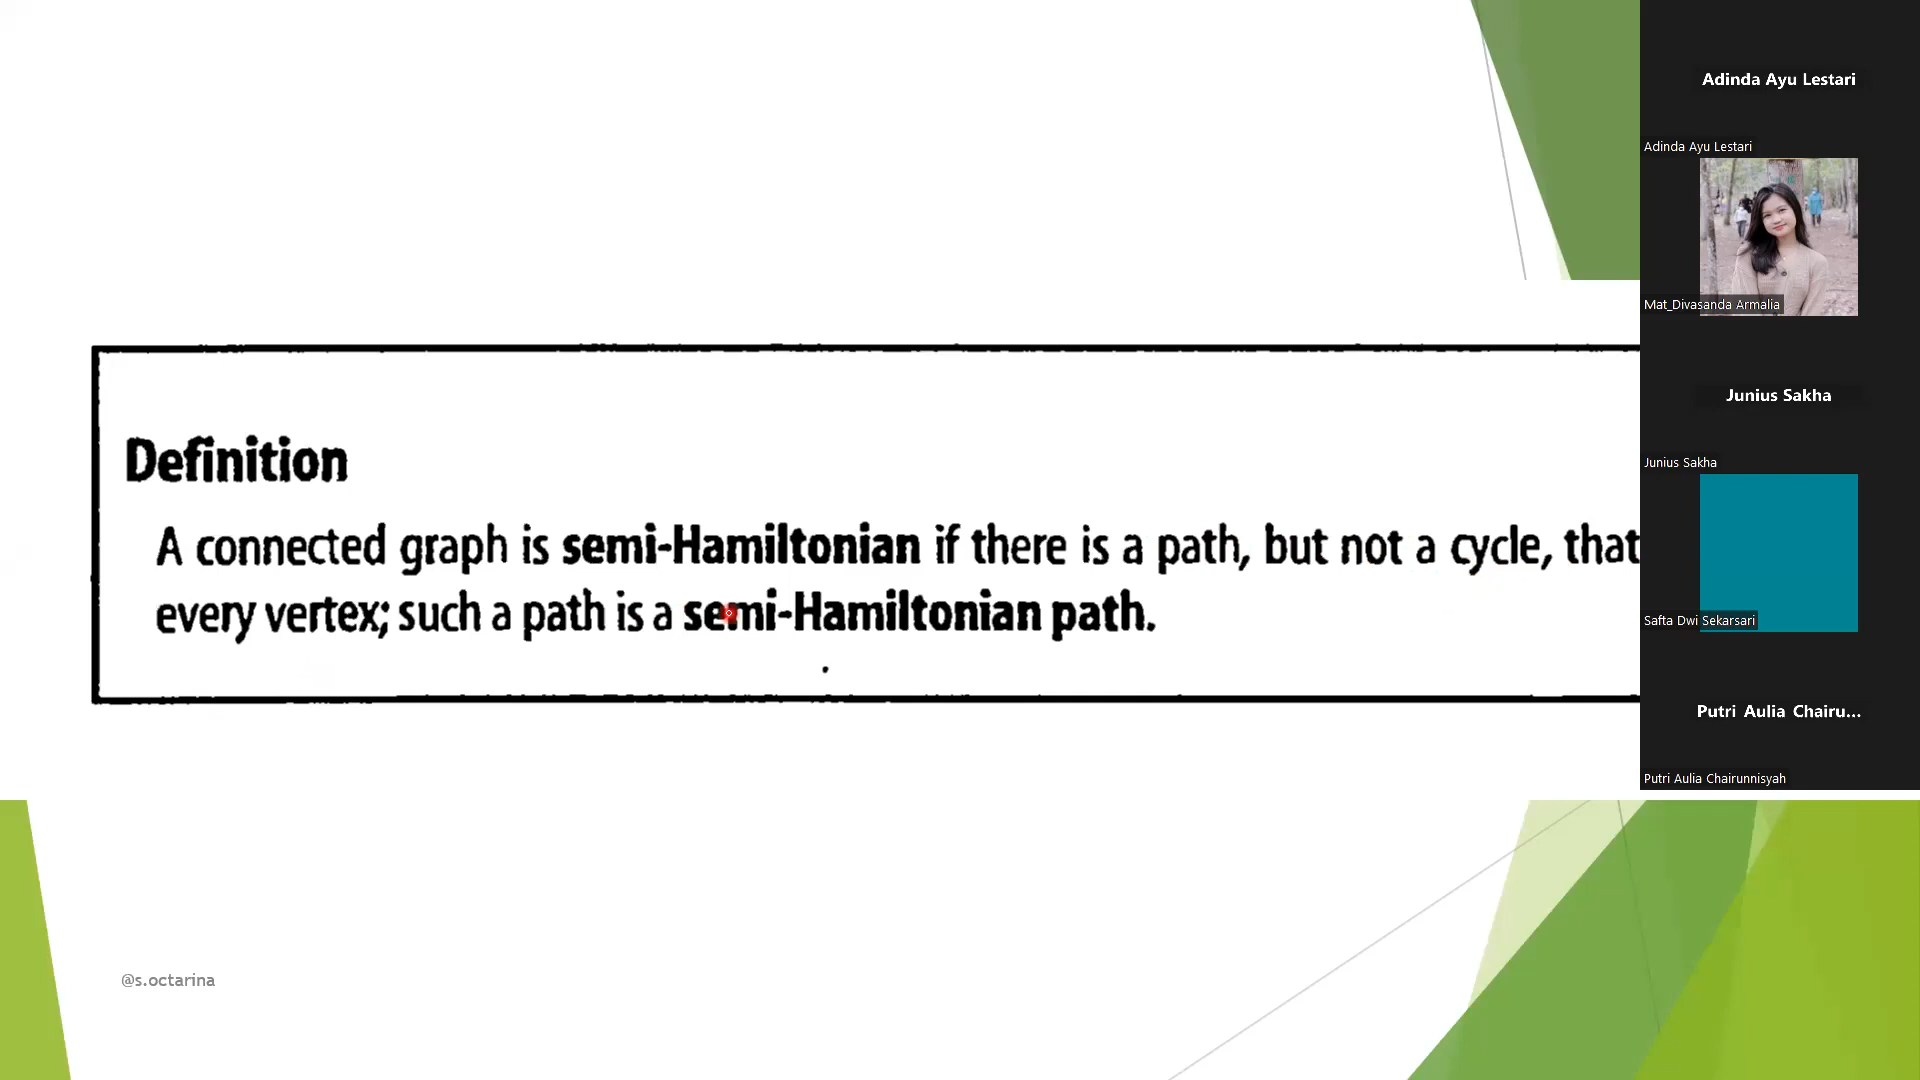 Definition
A connected graph is semi-Hamiltonian if there is a path, but not a cycle, that
every vertex; such a path is a semi-Hamiltonian path.
@s.octarina
Adinda Ayu Lestari
Adinda Ayu Lestari
Mat_Divasanda Armalia
Junius Sakha
Junius Sakha
Safta Dwi Sekarsari
Putri Aulia Chairu...
Putri Aulia Chairunnisyah